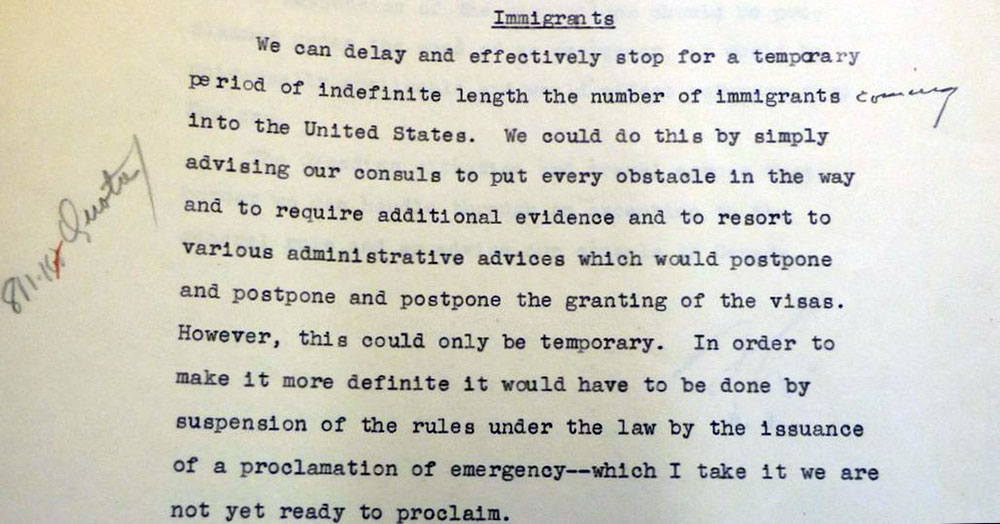 Immigrants
We can delay and effectively stop for a temporary
period of indefinite length the number of immigrants coming
into the United States. We could do this by simply
advising our consuls to put every obstacle in the way
and to require additional evidence and to resort to
various administrative advices which would postpone
and postpone and postpone the granting of the visas.
However, this could only be temporary. In order to
make it more definite it would have to be done by
suspension of the rules under the law by the issuance
of a proclamation of emergency--which I take it we are
not yet ready to proclaim.
Quota